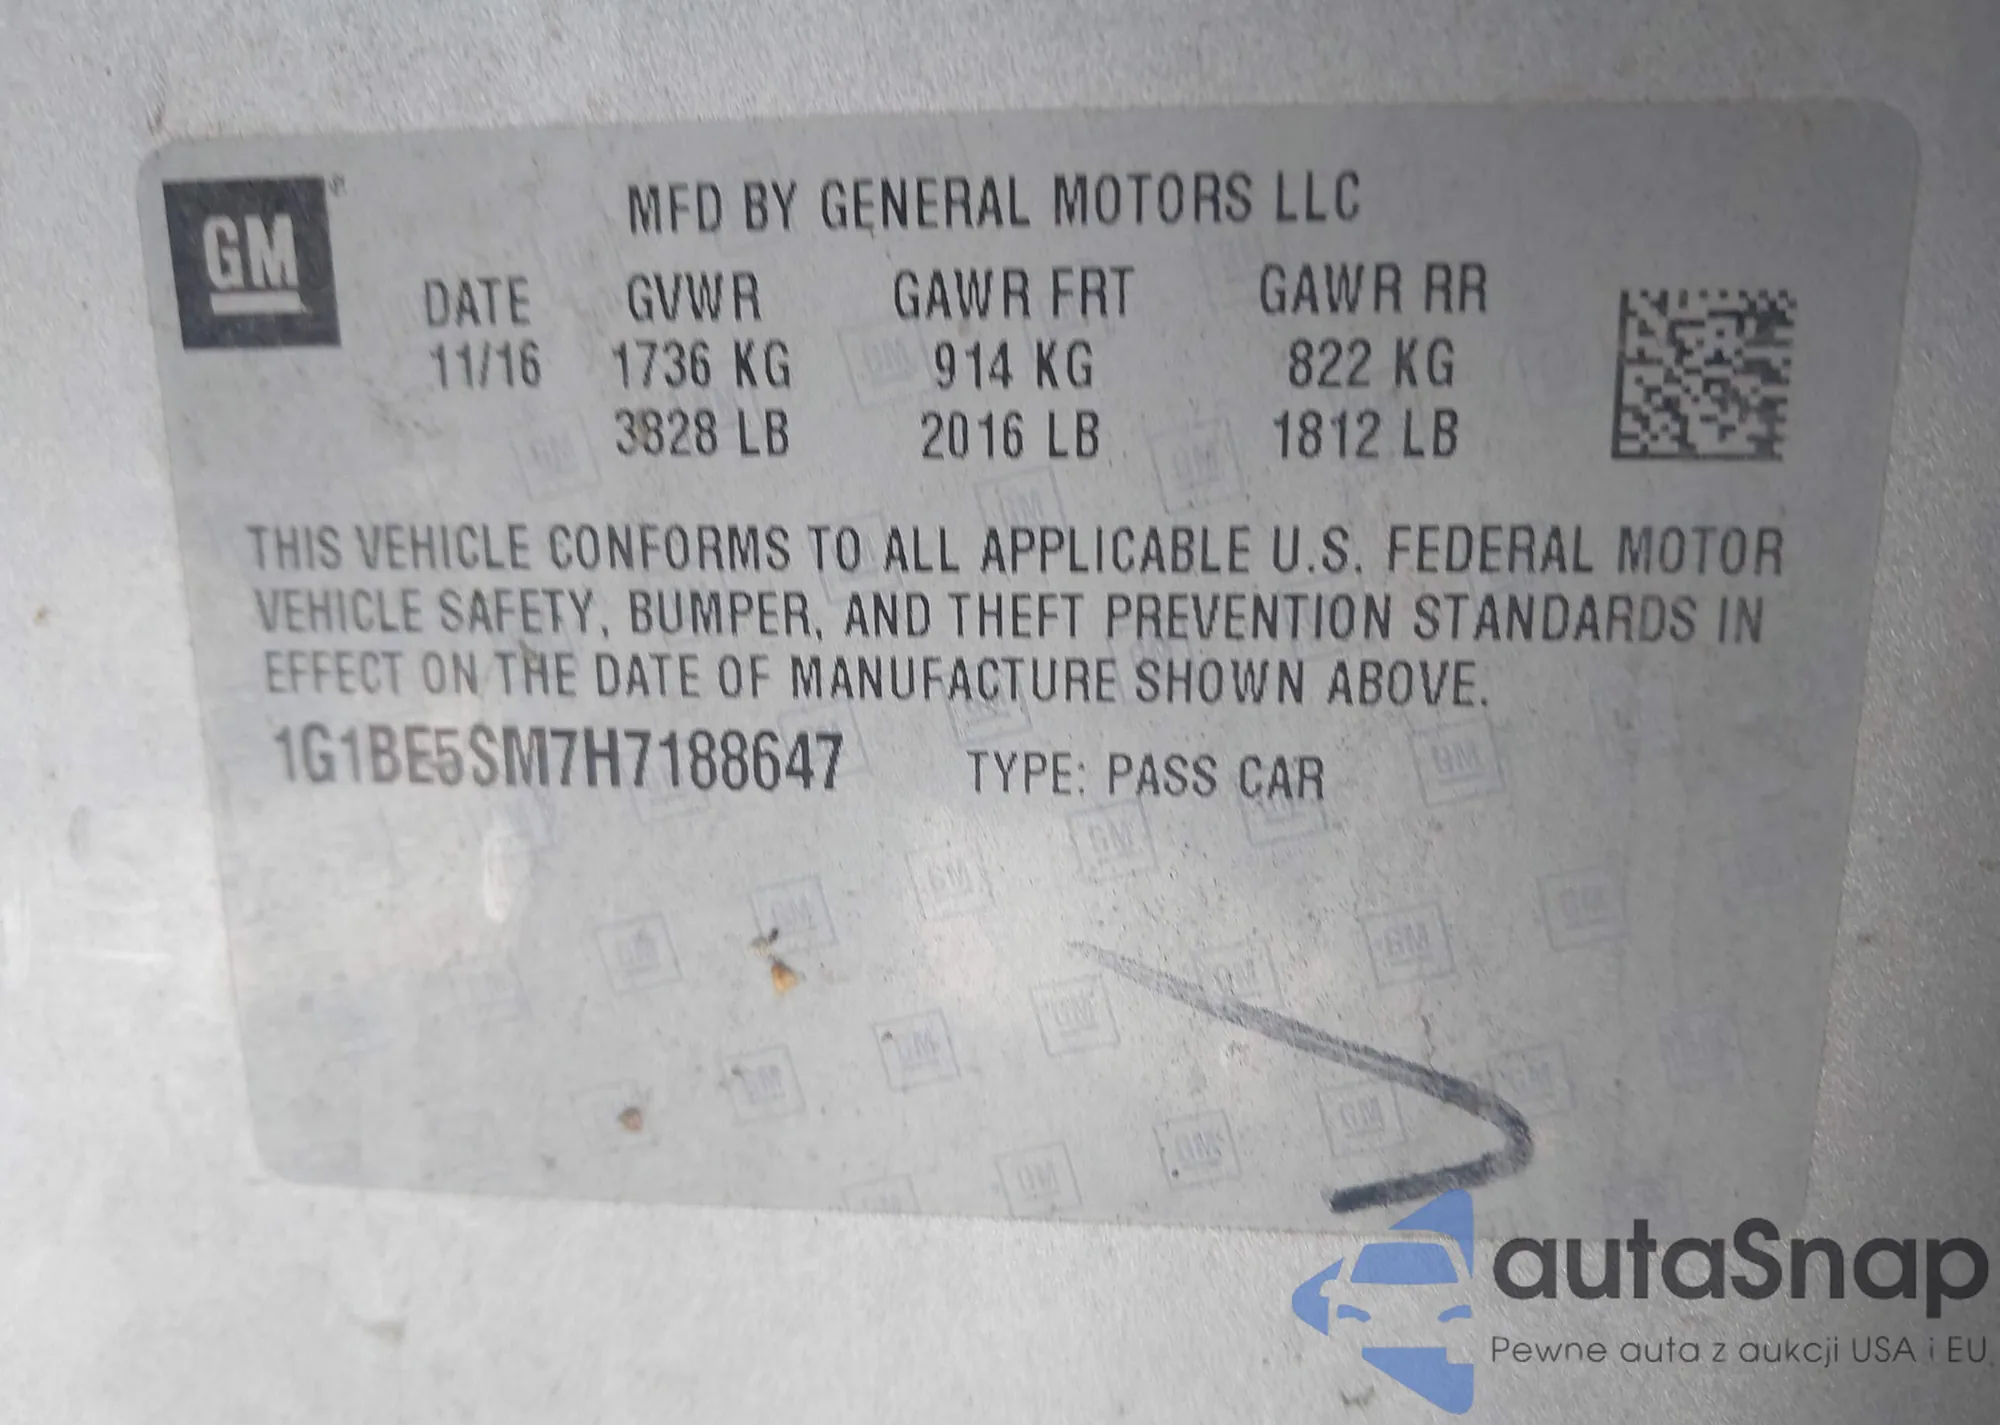 GM
MFD BY GENERAL MOTORS LLC
DATE GVWR GAWR FRT GAWR RR
11/16 1736 KG 914 KG 822 KG
3828 LB 2016 LB 1812 LB
THIS VEHICLE CONFORMS TO ALL APPLICABLE U.S. FEDERAL MOTOR
VEHICLE SAFETY, BUMPER, AND THEFT PREVENTION STANDARDS IN
EFFECT ON THE DATE OF MANUFACTURE SHOWN ABOVE.
1G1BE5SM7H7188647 TYPE: PASS CAR
autaSnap
Pewne auta z aukcji USA i EU